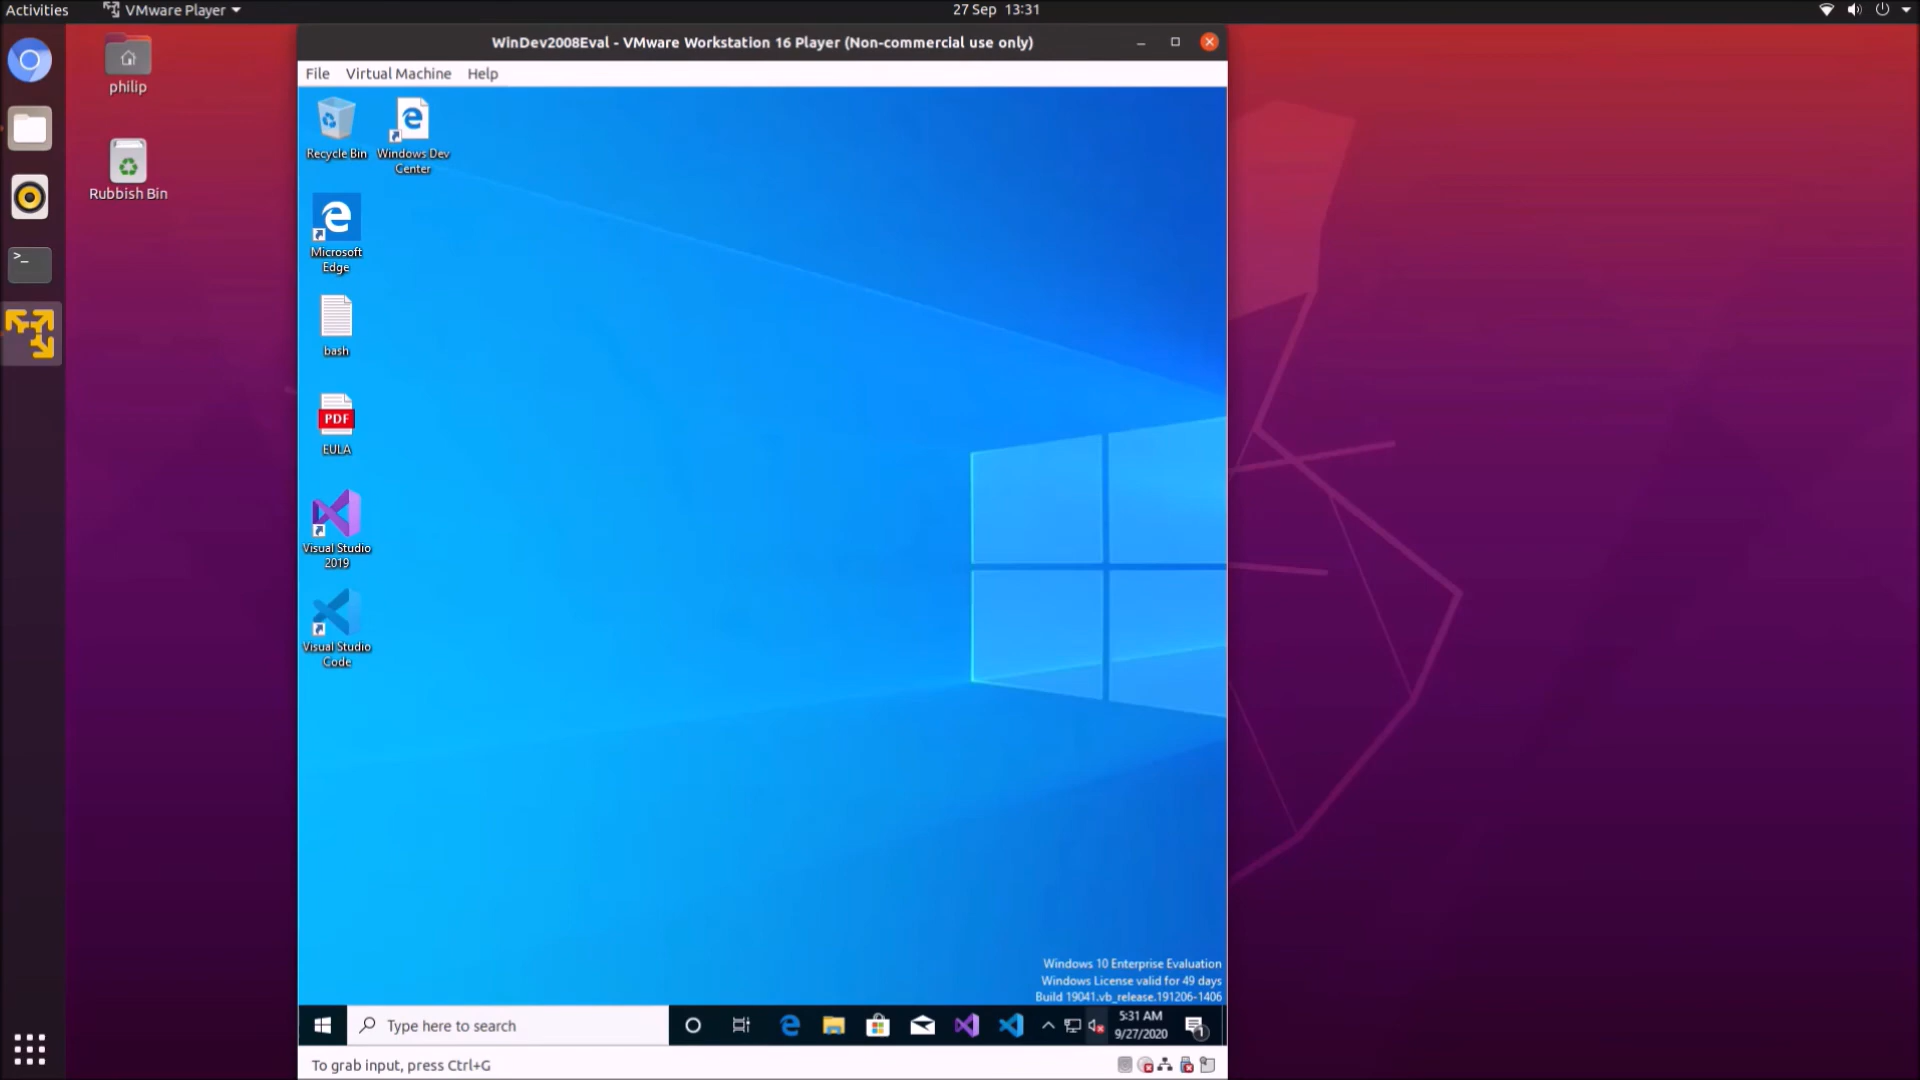 Activities
VMware Player
27 Sep 13:31
philip
Rubbish Bin
WinDev2008Eval - VMware Workstation 16 Player (Non-commercial use only)
File Virtual Machine Help
Recycle Bin
Windows Dev
Center
Microsoft
Edge
bash
PDF
EULA
Visual Studio
2019
Visual Studio
Code
Windows 10 Enterprise Evaluation
Windows License valid for 49 days
Build 19041.vb_release.191206-1406
Type here to search
5:31 AM
9/27/2020
1
To grab input, press Ctrl+G